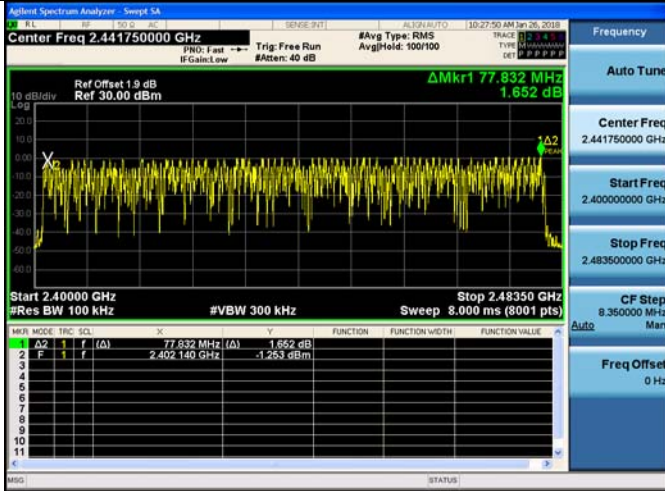 Agilent Spectrum Analyzer - Swept SA
RL RF 50 Ω AC SENSE:INT ALIGN AUTO 10:27:50 AM Jan 26, 2018
Center Freq 2.441750000 GHz
PNO: Fast
IFGain:Low
Trig: Free Run
#Atten: 40 dB
#Avg Type: RMS
Avg|Hold: 100/100
TRACE 1 2 3 4 5 6
TYPE M
DET P P P P P P
ΔMkr1 77.832 MHz
1.652 dB
Ref Offset 1.9 dB
Ref 30.00 dBm
10 dB/div
Log
20.0
10.0
0.00
-10.0
-20.0
-30.0
-40.0
-50.0
-60.0
1Δ2
Start 2.40000 GHz
Stop 2.48350 GHz
#Res BW 100 kHz
#VBW 300 kHz
Sweep 8.000 ms (8001 pts)
MKR MODE TRC SCL X Y FUNCTION FUNCTION WIDTH FUNCTION VALUE
1 Δ2 1 f (Δ) 77.832 MHz (Δ) 1.652 dB
2 F 1 f 2.402 140 GHz -1.253 dBm
3
4
5
6
7
8
9
10
11
MSG
STATUS
Frequency
Auto Tune
Center Freq
2.441750000 GHz
Start Freq
2.400000000 GHz
Stop Freq
2.483500000 GHz
CF Step
8.350000 MHz
Auto Man
Freq Offset
0 Hz